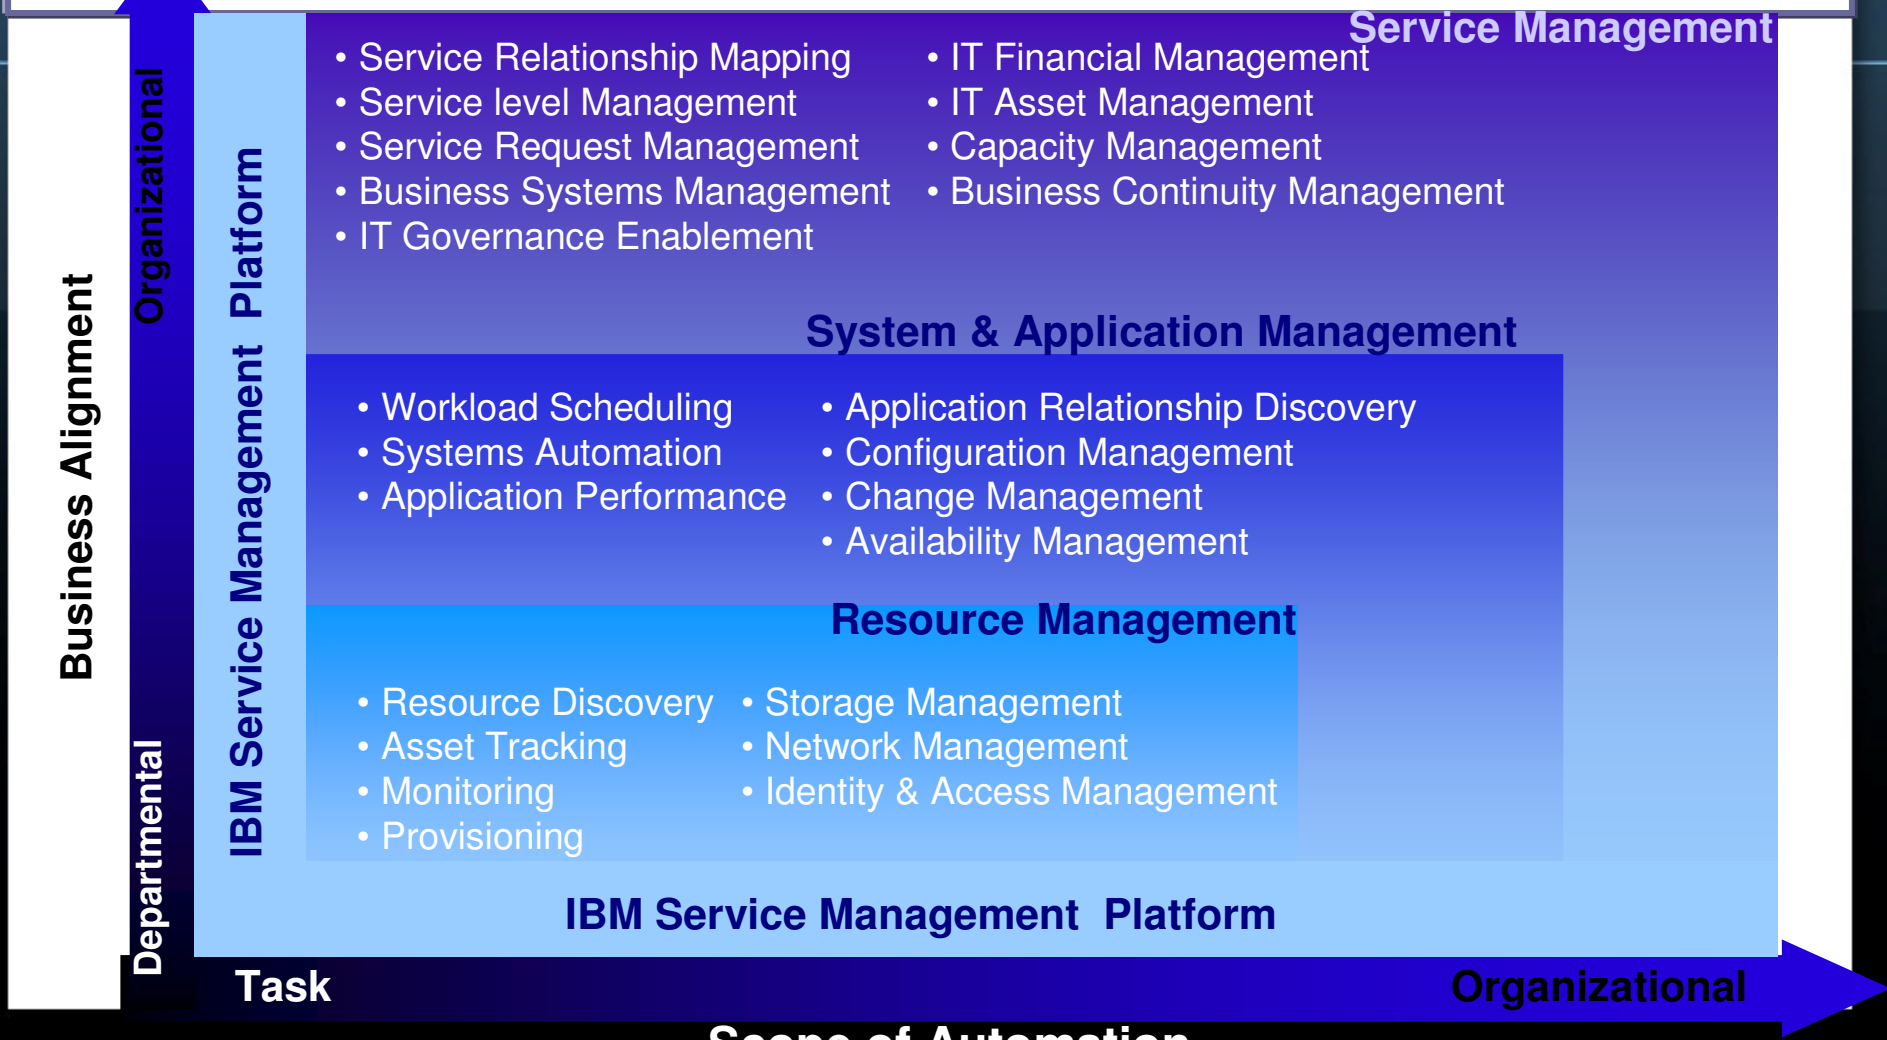 Service Management
• Service Relationship Mapping
• Service level Management
• Service Request Management
• Business Systems Management
• IT Governance Enablement
• IT Financial Management
• IT Asset Management
• Capacity Management
• Business Continuity Management
System & Application Management
• Workload Scheduling
• Systems Automation
• Application Performance
• Application Relationship Discovery
• Configuration Management
• Change Management
• Availability Management
Resource Management
• Resource Discovery
• Asset Tracking
• Monitoring
• Provisioning
• Storage Management
• Network Management
• Identity & Access Management
IBM Service Management Platform
IBM Service Management Platform
Business Alignment
Organizational
Departmental
Task
Organizational
Scope of Automation